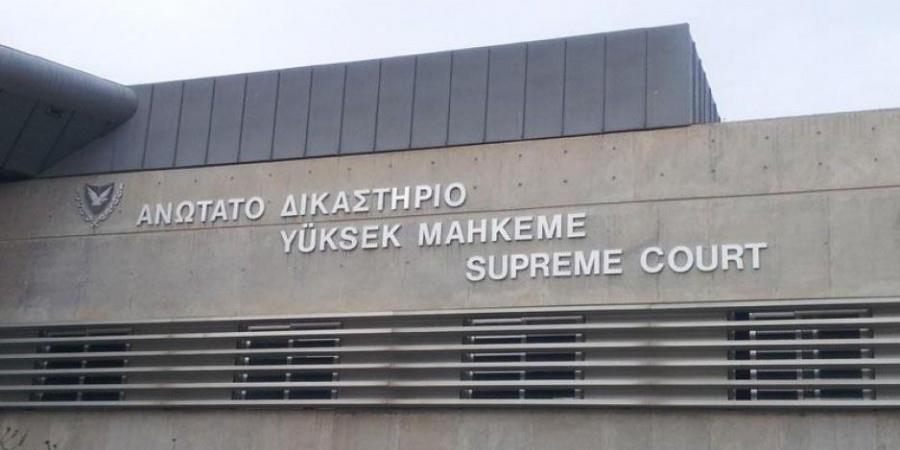 ΑΝΩΤΑΤΟ ΔΙΚΑΣΤΗΡΙΟ
YÜKSEK MAHKEME
SUPREME COURT